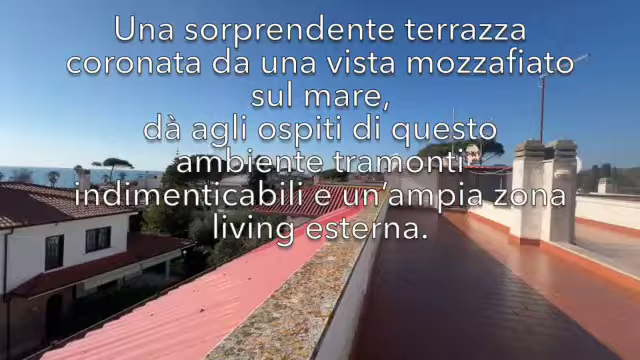 Una sorprendente terrazza
coronata da una vista mozzafiato
sul mare,
dà agli ospiti di questo
ambiente tramonti
indimenticabili e un’ampia zona
living esterna.